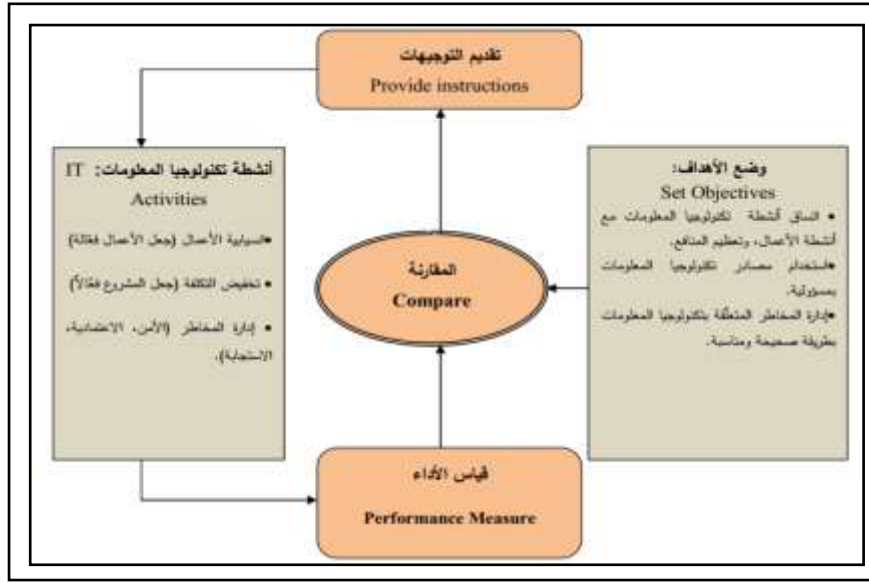 تقديم التوجيهات
Provide instructions
أنشطة تكنولوجيا المعلومات: IT
Activities
•انسيابية الأعمال (جعل الأعمال فعّالة)
• تخفيض التكلفة (جعل المشروع فعّالاً)
• إدارة المخاطر (الأمن، الاعتمادية،
الاستجابة).
المقارنة
Compare
وضع الأهداف:
Set Objectives
• اتساق أنشطة تكنولوجيا المعلومات مع
أنشطة الأعمال، وتعظيم المنافع.
•استخدام مصادر تكنولوجيا المعلومات
بمسؤولية.
•إدارة المخاطر المتعلّقة بتكنولوجيا المعلومات
بطريقة صحيحة ومناسبة.
قياس الأداء
Performance Measure